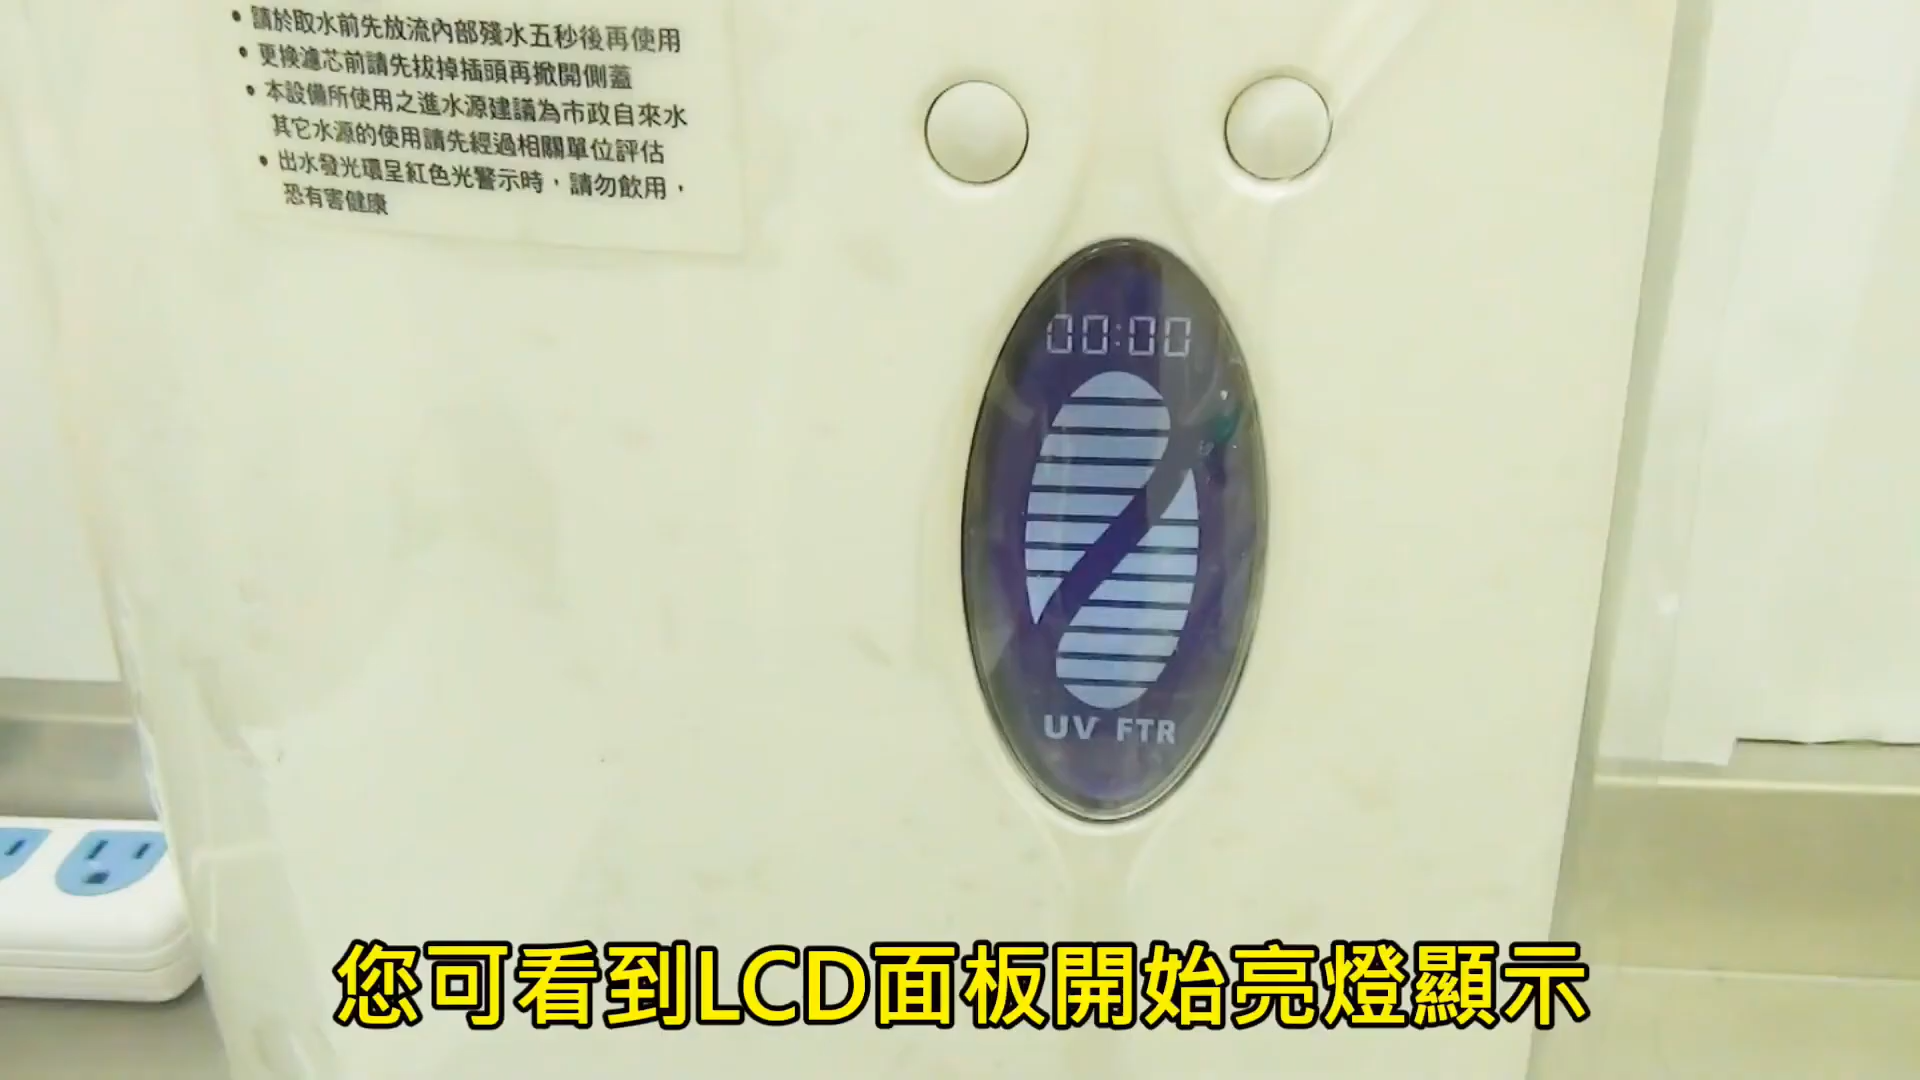 • 請於取水前先放流內部殘水五秒後再使用
• 更換濾芯前請先拔掉插頭再掀開側蓋
• 本設備所使用之進水源建議為市政自來水
其它水源的使用請先經過相關單位評估
• 出水發光環呈紅色光警示時，請勿飲用，
恐有害健康
00:00
UV FTR
您可看到LCD面板開始亮燈顯示